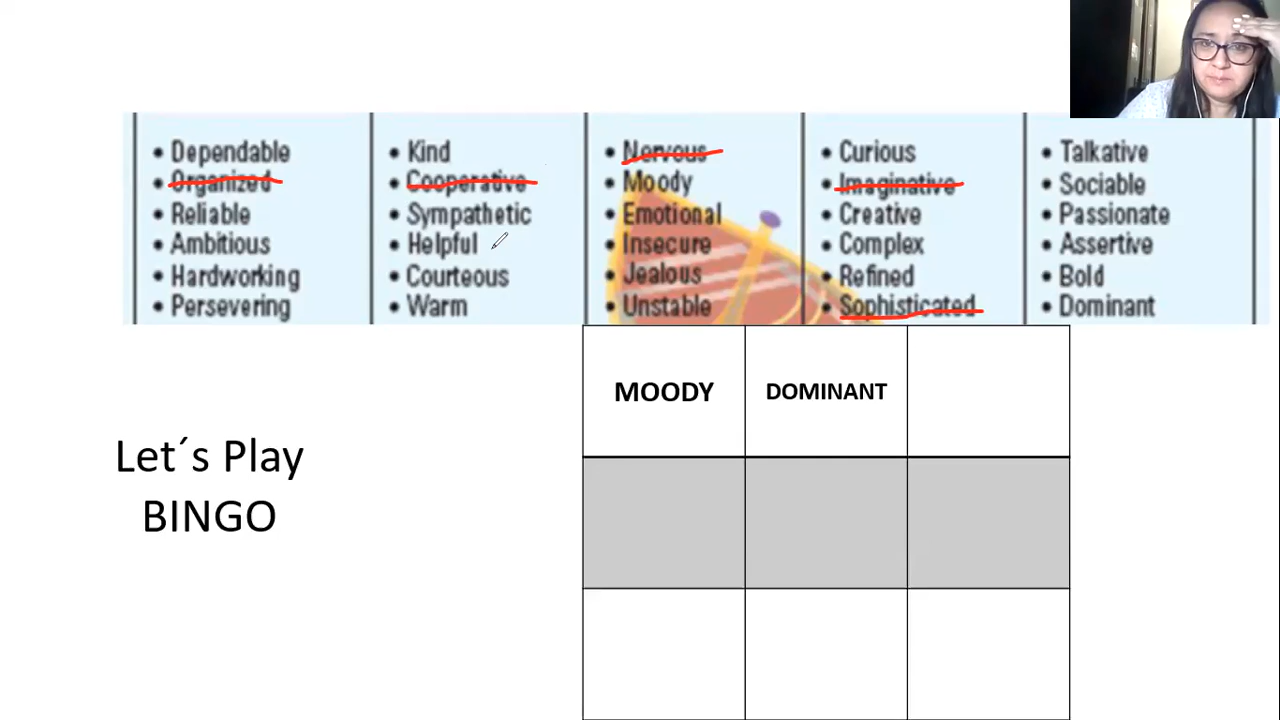 • Dependable
• Organized
• Reliable
• Ambitious
• Hardworking
• Persevering
• Kind
• Cooperative
• Sympathetic
• Helpful
• Courteous
• Warm
• Nervous
• Moody
• Emotional
• Insecure
• Jealous
• Unstable
• Curious
• Imaginative
• Creative
• Complex
• Refined
• Sophisticated
• Talkative
• Sociable
• Passionate
• Assertive
• Bold
• Dominant
MOODY
DOMINANT
Let´s Play
BINGO